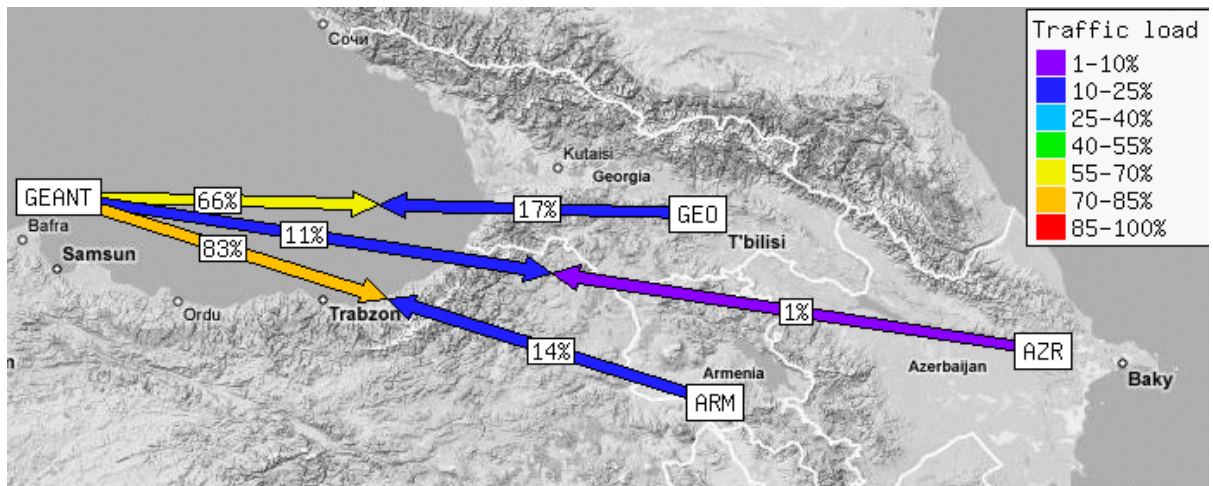 Сочи
Traffic load
1-10%
10-25%
25-40%
40-55%
55-70%
70-85%
85-100%
Kutaisi
Georgia
GEANT
66%
17%
GEO
Bafra
11%
83%
T'bilisi
Samsun
Ordu
Trabzon
1%
14%
AZR
Armenia
Azerbaijan
Baky
ARM